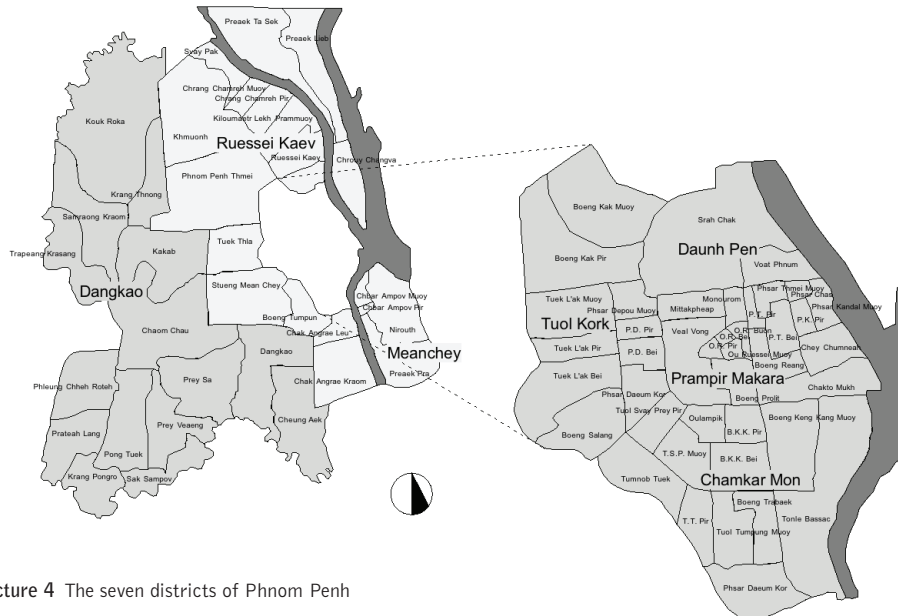 Preaek Ta Sek
Preaek Lieb
Svay Pak
Chrang Chamreh Muoy
Chrang Chamreh Pir
Kiloumaetr Lekh Prammuoy
Kouk Roka
Khmuonh
Ruessei Kaev
Ruessei Kaev
Chrouy Changva
Phnom Penh Thmei
Krang Thnong
Samraong Kraom
Trapeang Krasang
Kakab
Tuek Thla
Stueng Mean Chey
Dangkao
Boeng Tumpun
Chbar Ampov Muoy
Chbar Ampov Pir
Chak Angrae Leu
Nirouth
Chaom Chau
Dangkao
Meanchey
Preaek Pra
Phleung Chheh Roteh
Prey Sa
Chak Angrae Kraom
Prateah Lang
Prey Veaeng
Cheung Aek
Pong Tuek
Krang Pongro
Sak Sampov
Boeng Kak Muoy
Srah Chak
Boeng Kak Pir
Daunh Pen
Voat Phnum
Tuek L'ak Muoy
Phsar Depou Muoy
Monourom
Mittakpheap
Phsar Thmei Muoy
Phsar Chas
Phsar Kandal Muoy
P.T. Pir
P.K. Pir
Tuol Kork
P.D. Pir
Veal Vong
O.R. Buon
O.R. Bei
O.R. Pir
P.T. Bei
Tuek L'ak Pir
P.D. Bei
Ou Ruessei Muoy
Chey Chumneah
Boeng Reang
Tuek L'ak Bei
Prampir Makara
Chakto Mukh
Phsar Daeum Kor
Boeng Prolit
Tuol Svay Prey Pir
Oulampik
Boeng Keng Kang Muoy
Boeng Salang
B.K.K. Pir
T.S.P. Muoy
B.K.K. Bei
Tumnob Tuek
Chamkar Mon
Boeng Trabaek
T.T. Pir
Tonle Bassac
Tuol Tumpung Muoy
Phsar Daeum Kor
cture 4 The seven districts of Phnom Penh